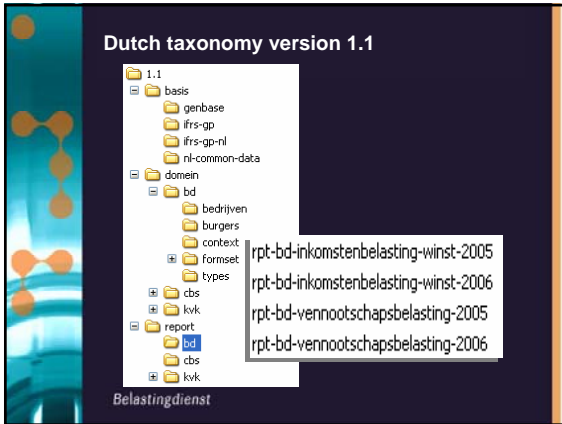 Dutch taxonomy version 1.1
1.1
basis
genbase
ifrs-gp
ifrs-gp-nl
nl-common-data
domein
bd
bedrijven
burgers
context
formset
types
cbs
kvk
report
bd
cbs
kvk
rpt-bd-inkomstenbelasting-winst-2005
rpt-bd-inkomstenbelasting-winst-2006
rpt-bd-vennootschapsbelasting-2005
rpt-bd-vennootschapsbelasting-2006
Belastingdienst